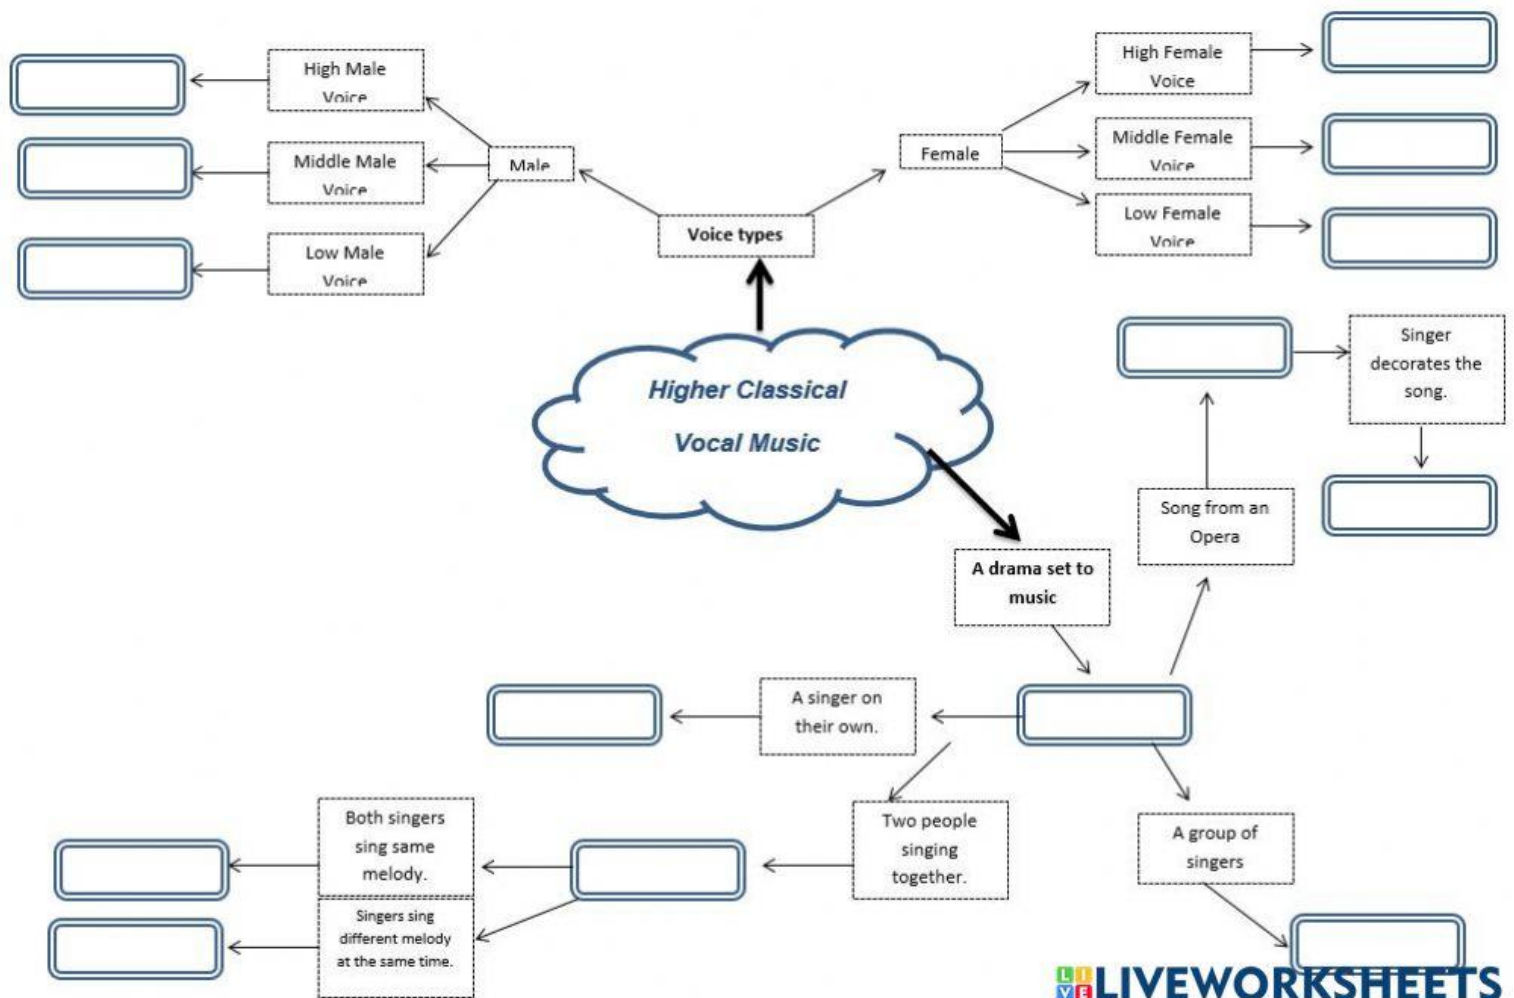 High Male
Voice
Middle Male
Voice
Low Male
Voice
Male
Voice types
Female
High Female
Voice
Middle Female
Voice
Low Female
Voice
Higher Classical
Vocal Music
Singer
decorates the
song.
Song from an
Opera
A drama set to
music
A singer on
their own.
Two people
singing
together.
A group of
singers
Both singers
sing same
melody.
Singers sing
different melody
at the same time.
LIVE
LIVEWORKSHEETS